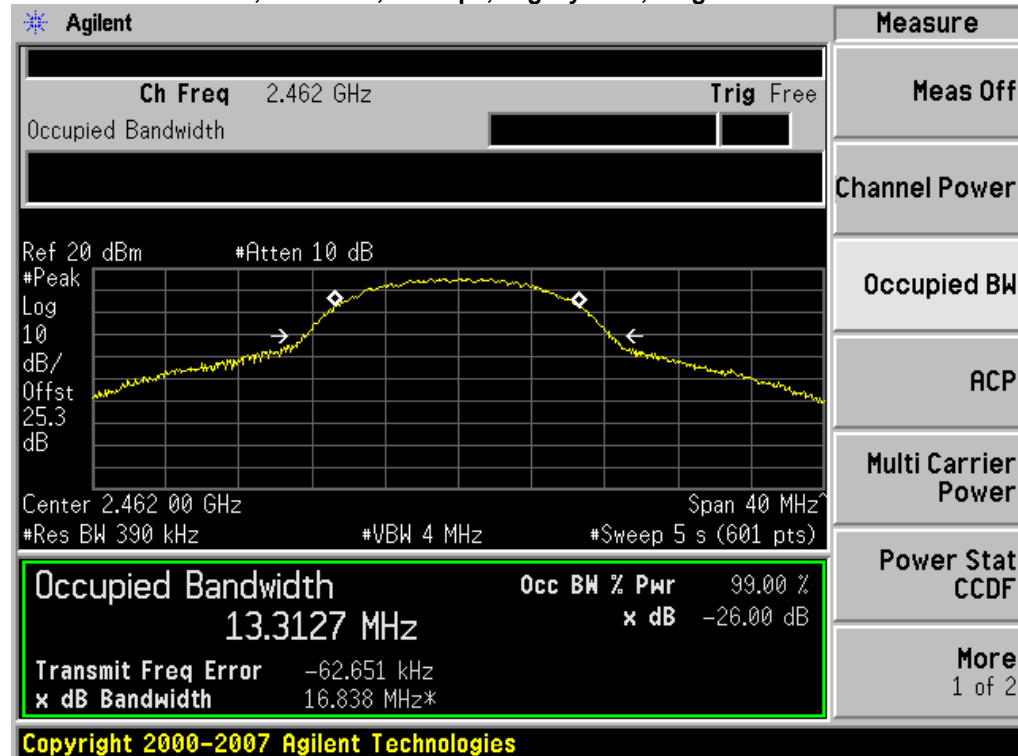 Agilent
Measure
Ch Freq 2.462 GHz Trig Free
Occupied Bandwidth
Meas Off
Channel Power
Occupied BW
ACP
Multi Carrier
Power
Power Stat
CCDF
More
1 of 2
Ref 20 dBm #Atten 10 dB
#Peak
Log
10
dB/
Offst
25.3
dB
Center 2.462 00 GHz Span 40 MHz^
#Res BW 390 kHz #VBW 4 MHz #Sweep 5 s (601 pts)
Occupied Bandwidth Occ BW % Pwr 99.00 %
13.3127 MHz x dB -26.00 dB
Transmit Freq Error -62.651 kHz
x dB Bandwidth 16.838 MHz*
Copyright 2000-2007 Agilent Technologies